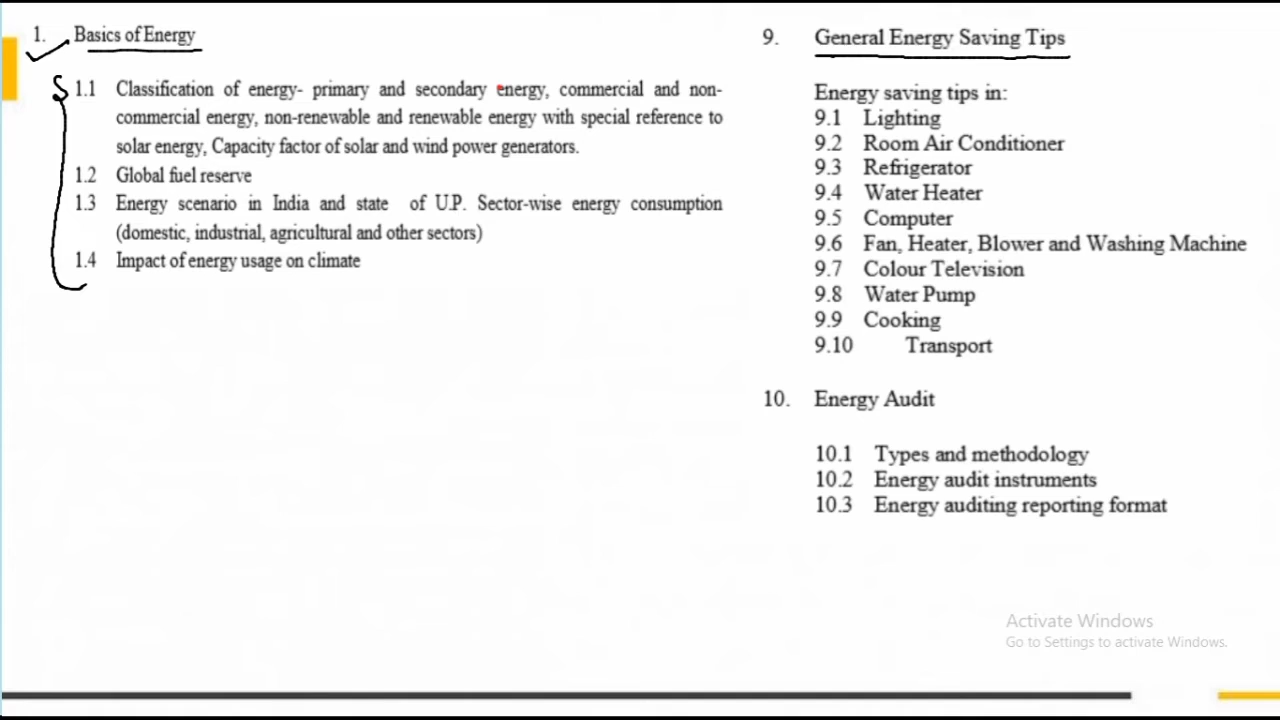 1. Basics of Energy
1.1 Classification of energy- primary and secondary energy, commercial and non-
commercial energy, non-renewable and renewable energy with special reference to
solar energy, Capacity factor of solar and wind power generators.
1.2 Global fuel reserve
1.3 Energy scenario in India and state of U.P. Sector-wise energy consumption
(domestic, industrial, agricultural and other sectors)
1.4 Impact of energy usage on climate
9. General Energy Saving Tips
Energy saving tips in:
9.1 Lighting
9.2 Room Air Conditioner
9.3 Refrigerator
9.4 Water Heater
9.5 Computer
9.6 Fan, Heater, Blower and Washing Machine
9.7 Colour Television
9.8 Water Pump
9.9 Cooking
9.10 Transport
10. Energy Audit
10.1 Types and methodology
10.2 Energy audit instruments
10.3 Energy auditing reporting format
Activate Windows
Go to Settings to activate Windows.